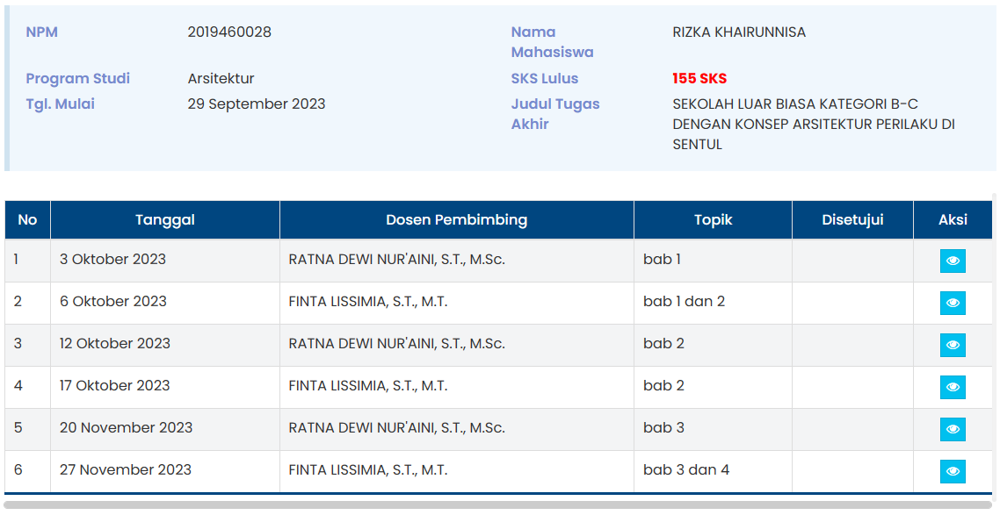 NPM 2019460028 Nama Mahasiswa RIZKA KHAIRUNNISA
Program Studi Arsitektur SKS Lulus 155 SKS
Tgl. Mulai 29 September 2023 Judul Tugas Akhir SEKOLAH LUAR BIASA KATEGORI B-C
DENGAN KONSEP ARSITEKTUR PERILAKU DI
SENTUL
No Tanggal Dosen Pembimbing Topik Disetujui Aksi
1 3 Oktober 2023 RATNA DEWI NUR'AINI, S.T., M.Sc. bab 1
2 6 Oktober 2023 FINTA LISSIMIA, S.T., M.T. bab 1 dan 2
3 12 Oktober 2023 RATNA DEWI NUR'AINI, S.T., M.Sc. bab 2
4 17 Oktober 2023 FINTA LISSIMIA, S.T., M.T. bab 2
5 20 November 2023 RATNA DEWI NUR'AINI, S.T., M.Sc. bab 3
6 27 November 2023 FINTA LISSIMIA, S.T., M.T. bab 3 dan 4